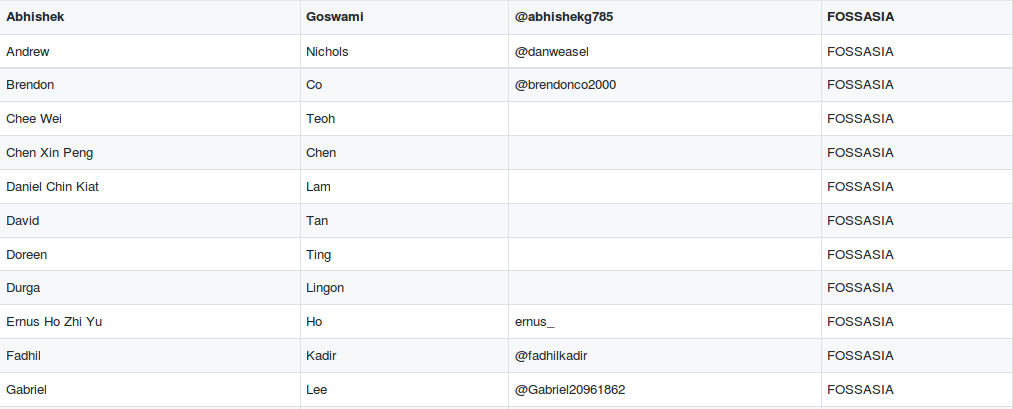 Abhishek Goswami @abhishekg785 FOSSASIA
Andrew Nichols @danweasel FOSSASIA
Brendon Co @brendonco2000 FOSSASIA
Chee Wei Teoh FOSSASIA
Chen Xin Peng Chen FOSSASIA
Daniel Chin Kiat Lam FOSSASIA
David Tan FOSSASIA
Doreen Ting FOSSASIA
Durga Lingon FOSSASIA
Ernus Ho Zhi Yu Ho ernus_ FOSSASIA
Fadhil Kadir @fadhilkadir FOSSASIA
Gabriel Lee @Gabriel20961862 FOSSASIA